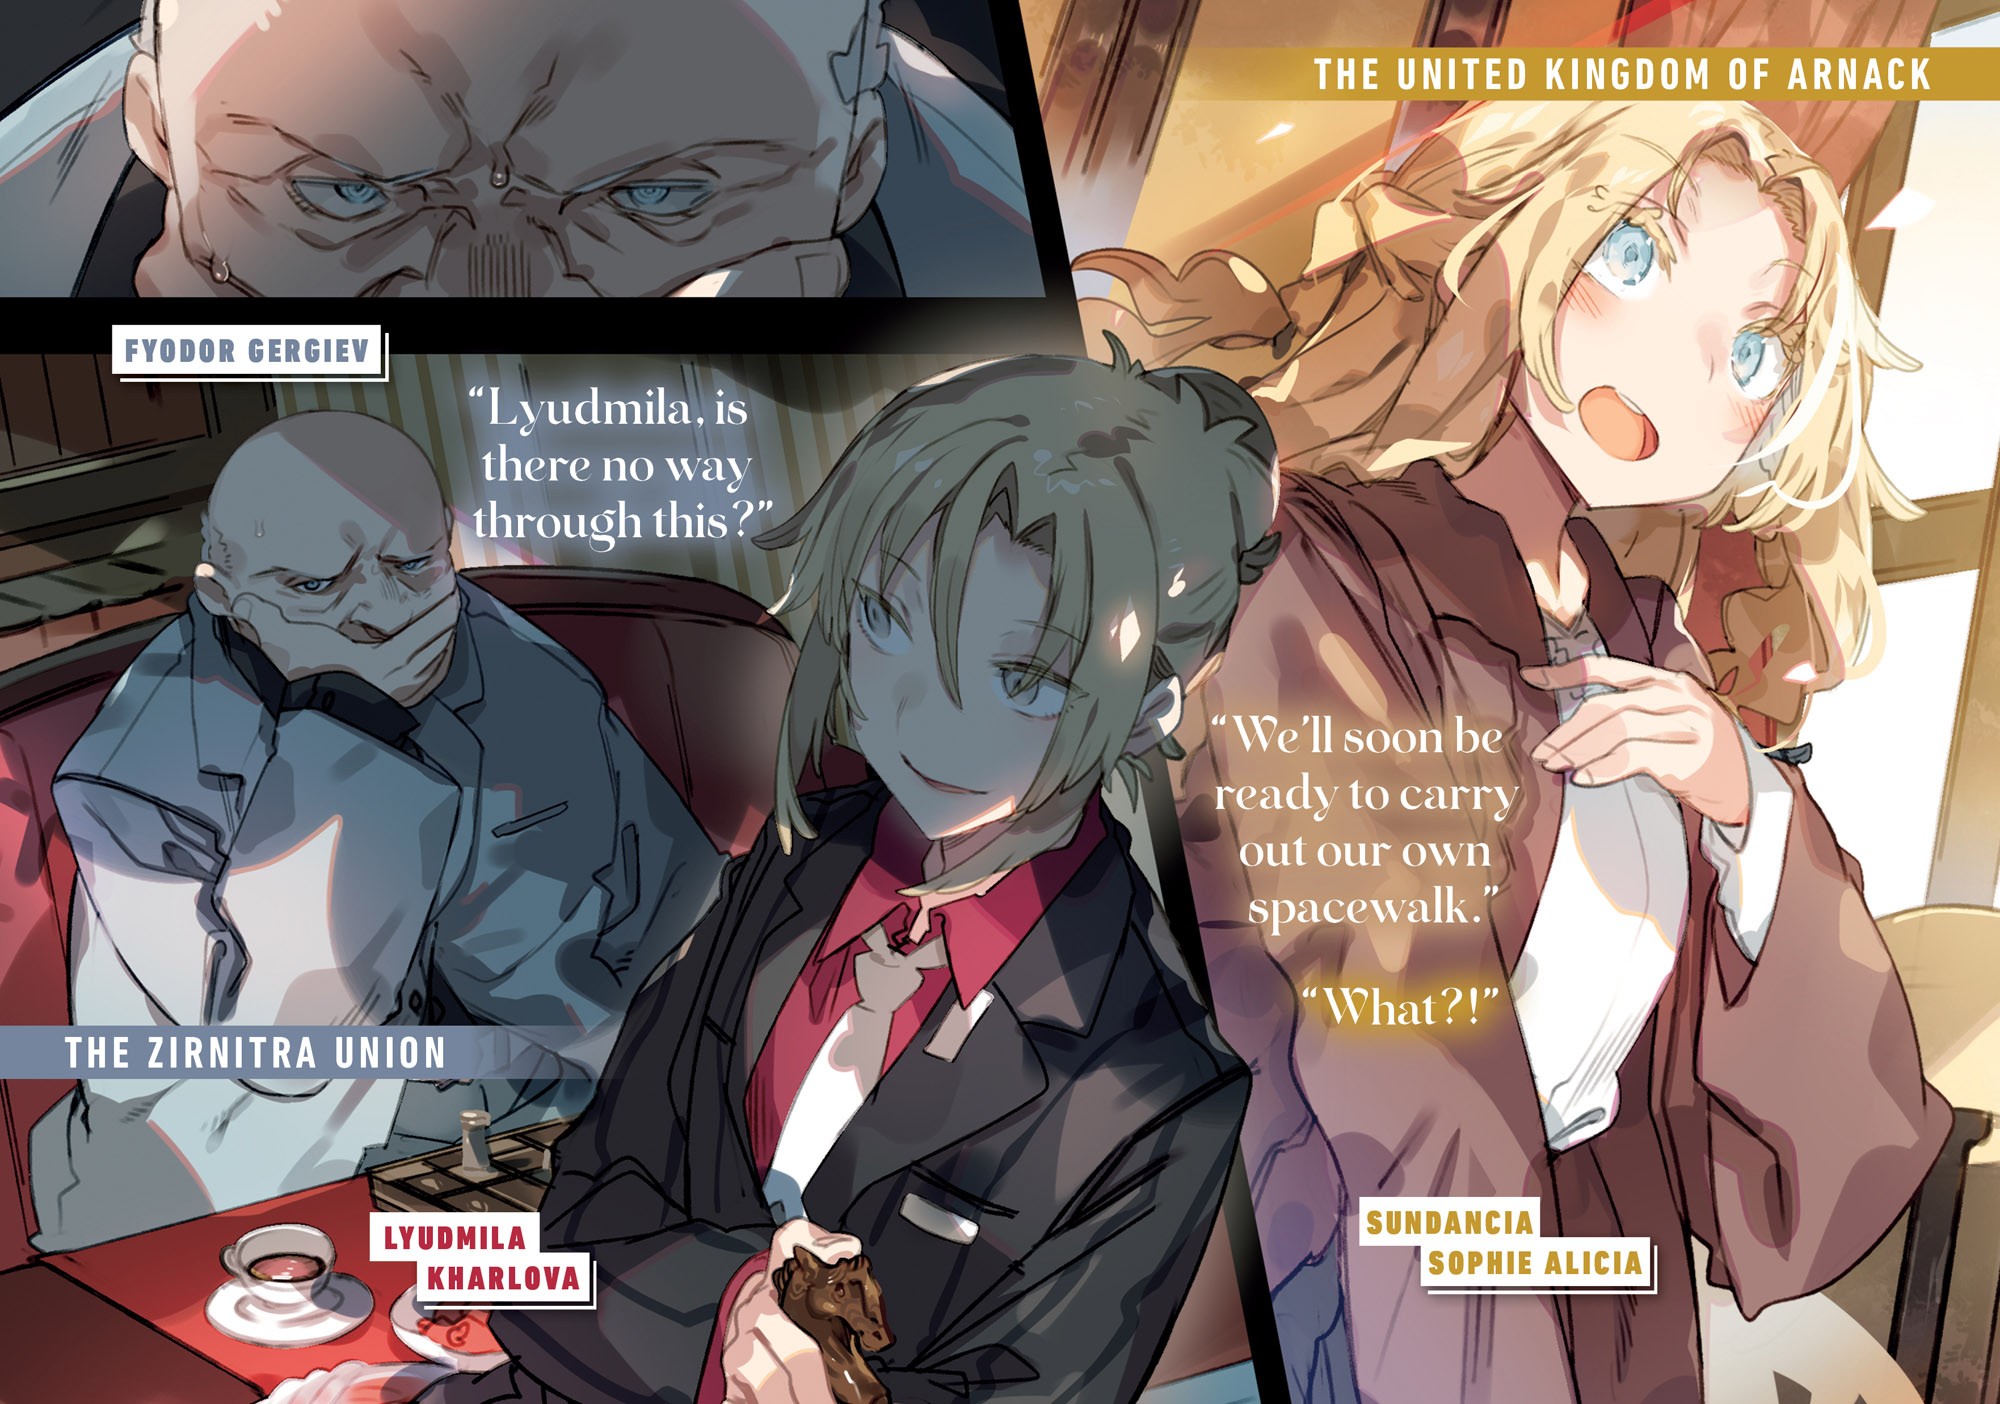 FYODOR GERGIEV
“Lyudmila, is
there no way
through this?”
THE ZIRNITRA UNION
LYUDMILA
KHARLOVA
THE UNITED KINGDOM OF ARNACK
“We’ll soon be
ready to carry
out our own
spacewalk.”
“What?!”
SUNDANCIA
SOPHIE ALICIA